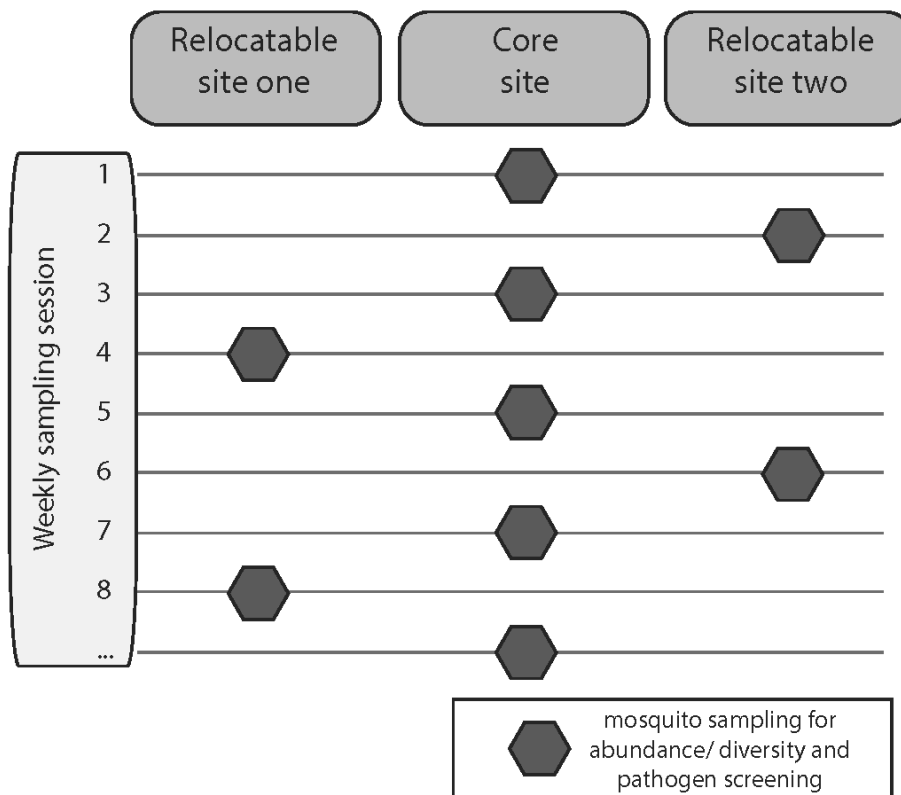 Relocatable
site one
Core
site
Relocatable
site two
Weekly sampling session
1
2
3
4
5
6
7
8
...
mosquito sampling for
abundance/ diversity and
pathogen screening